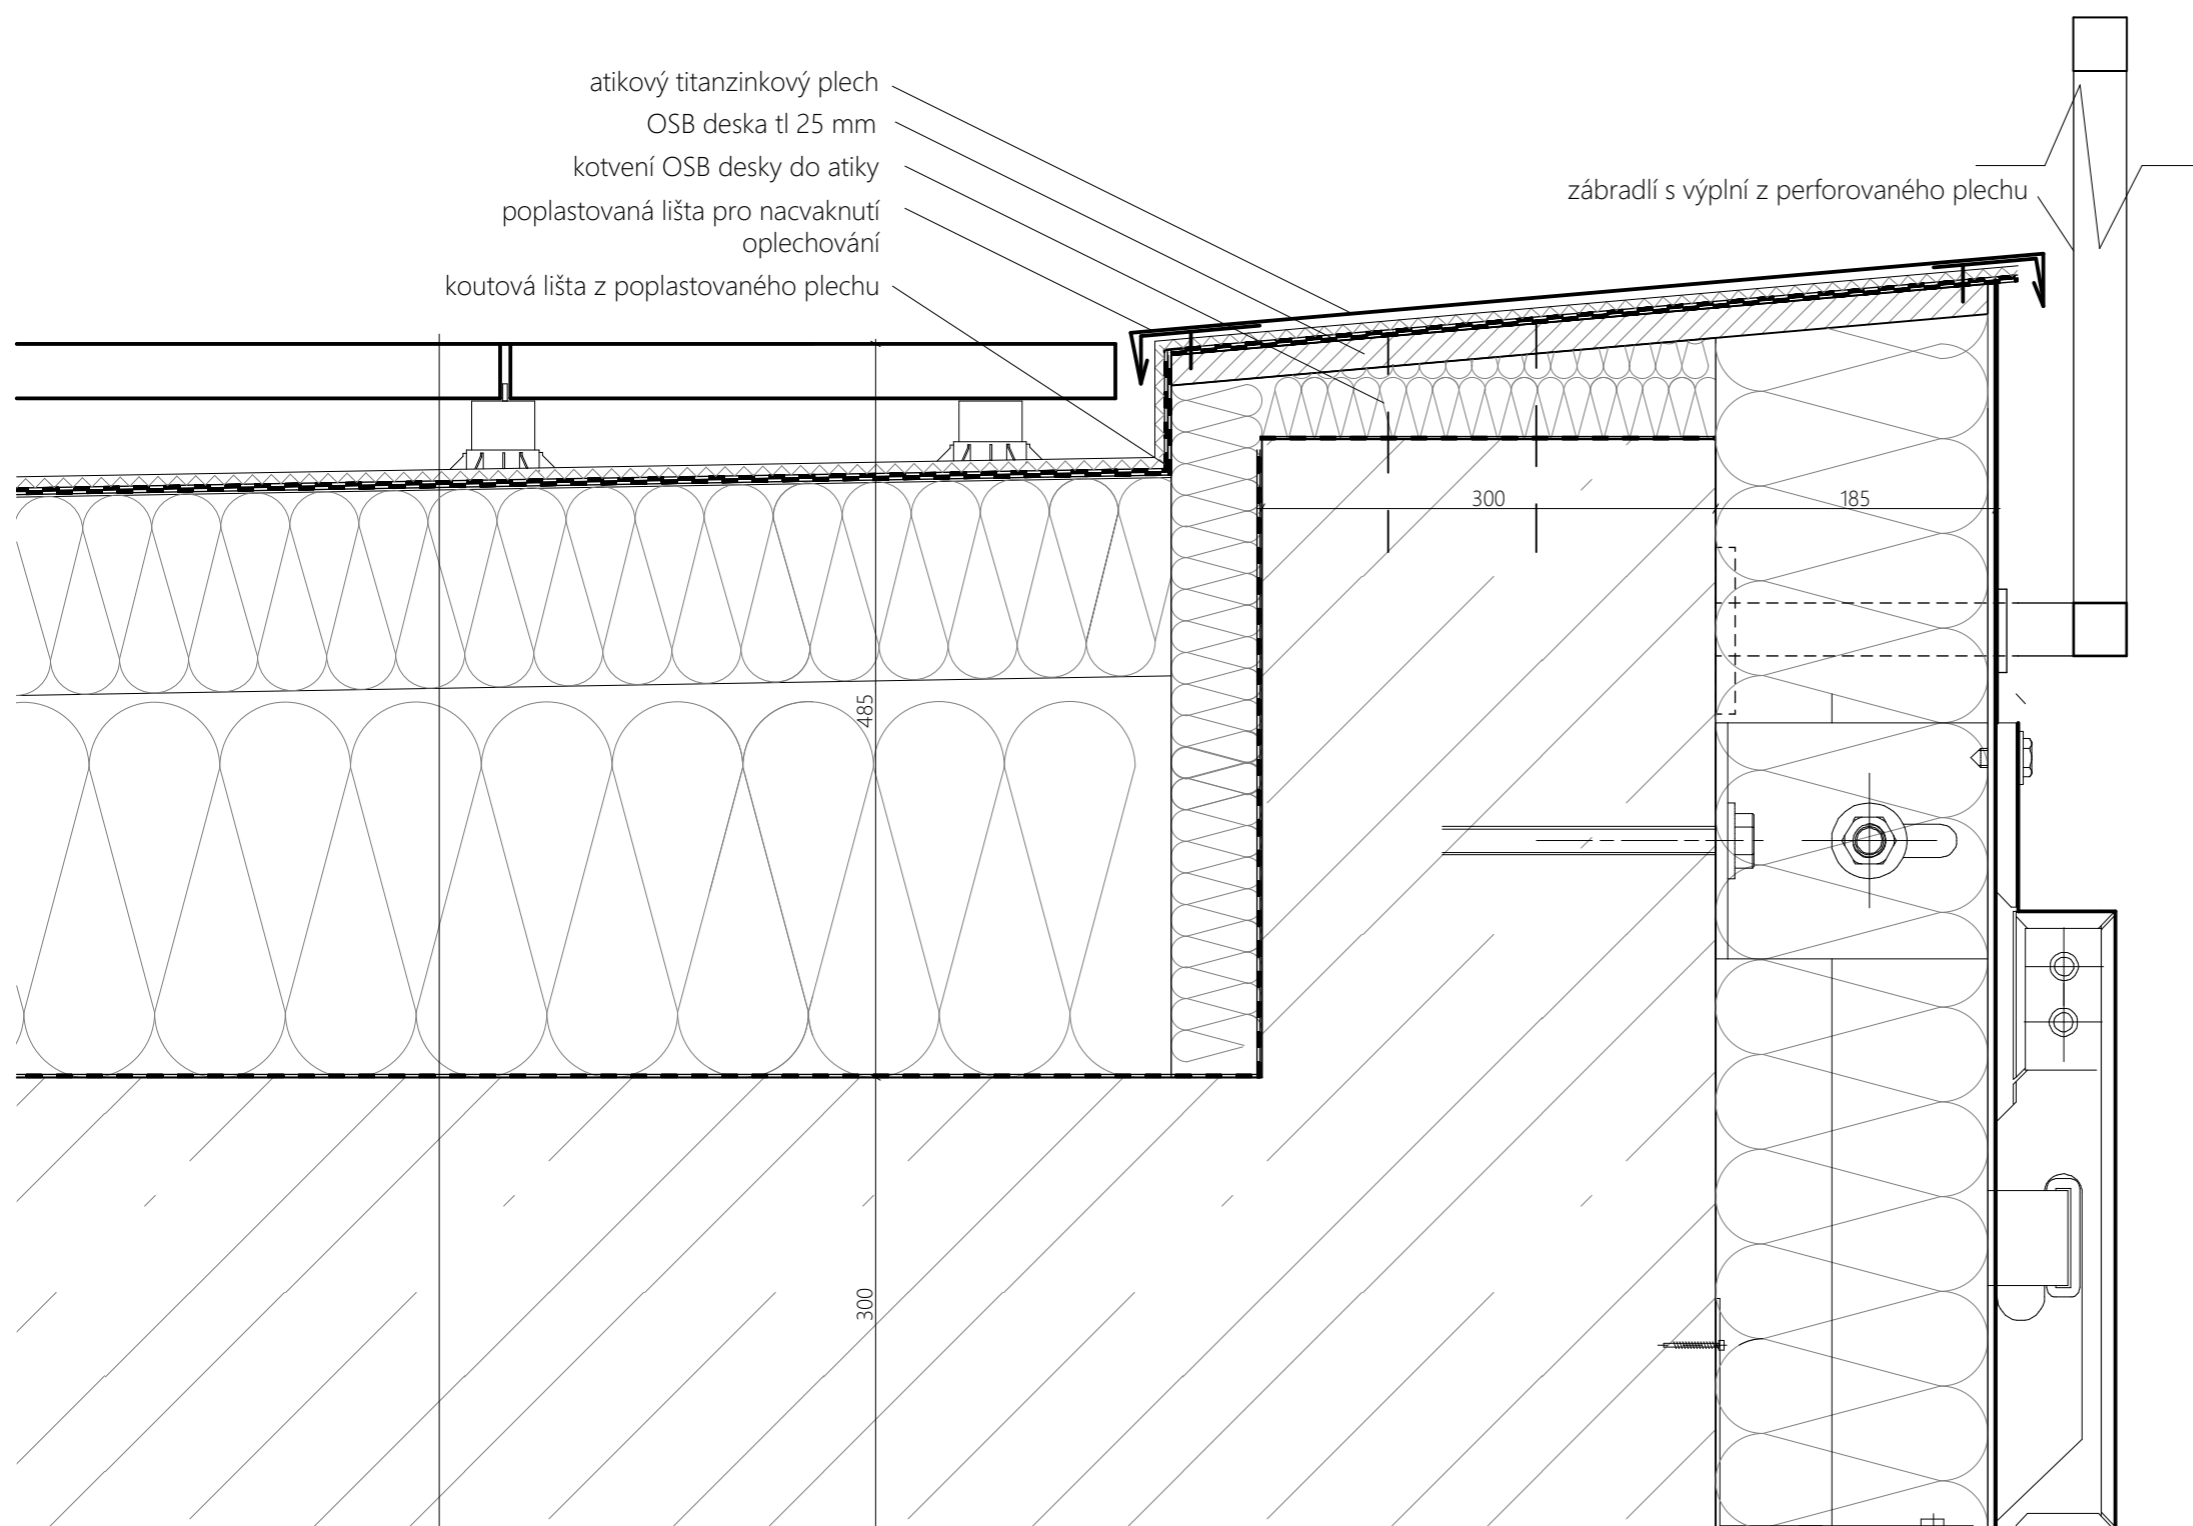 atikový titanzinkový plech
OSB deska tl 25 mm
kotvení OSB desky do atiky
poplastovaná lišta pro nacvaknutí
oplechování
koutová lišta z poplastovaného plechu
zábradlí s výplní z perforovaného plechu
300
185
485
300